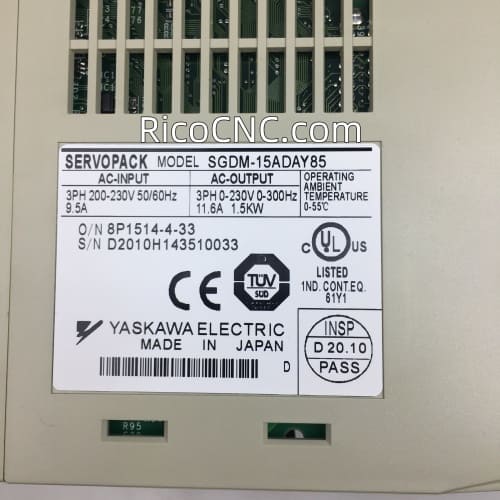 RicoCNC.com
SERVOPACK MODEL SGDM-15ADAY85
AC-INPUT
3PH 200-230V 50/60Hz
9.5A
AC-OUTPUT
3PH 0-230V 0-300Hz
11.6A 1.5KW
OPERATING
AMBIENT
TEMPERATURE
0-55℃
O/N 8P1514-4-33
S/N D2010H143510033
CE
TÜV
SÜD
C UL US
LISTED
1ND. CONT.EQ.
61Y1
YASKAWA ELECTRIC
MADE IN JAPAN
D
INSP
D 20.10
PASS
R95